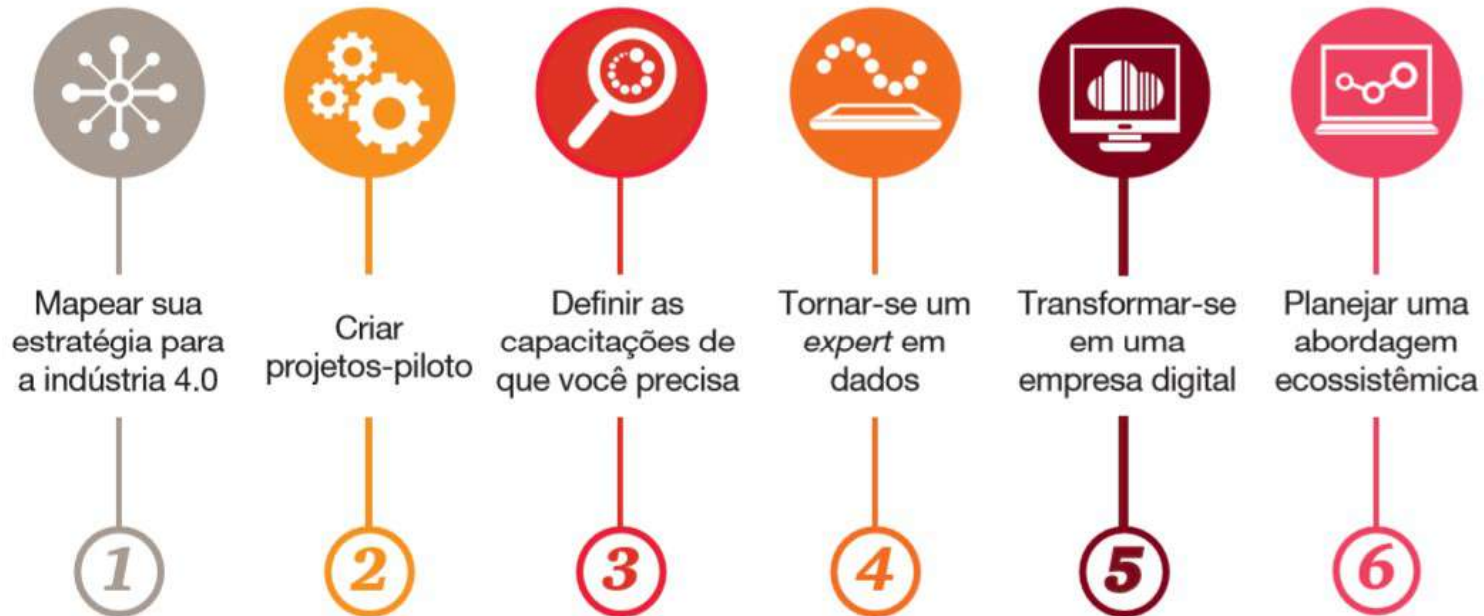 Mapear sua
estratégia para
a indústria 4.0
Criar
projetos-piloto
Definir as
capacitações de
que você precisa
Tornar-se um
expert em
dados
Transformar-se
em uma
empresa digital
Planejar uma
abordagem
ecossistêmica
1
2
3
4
5
6